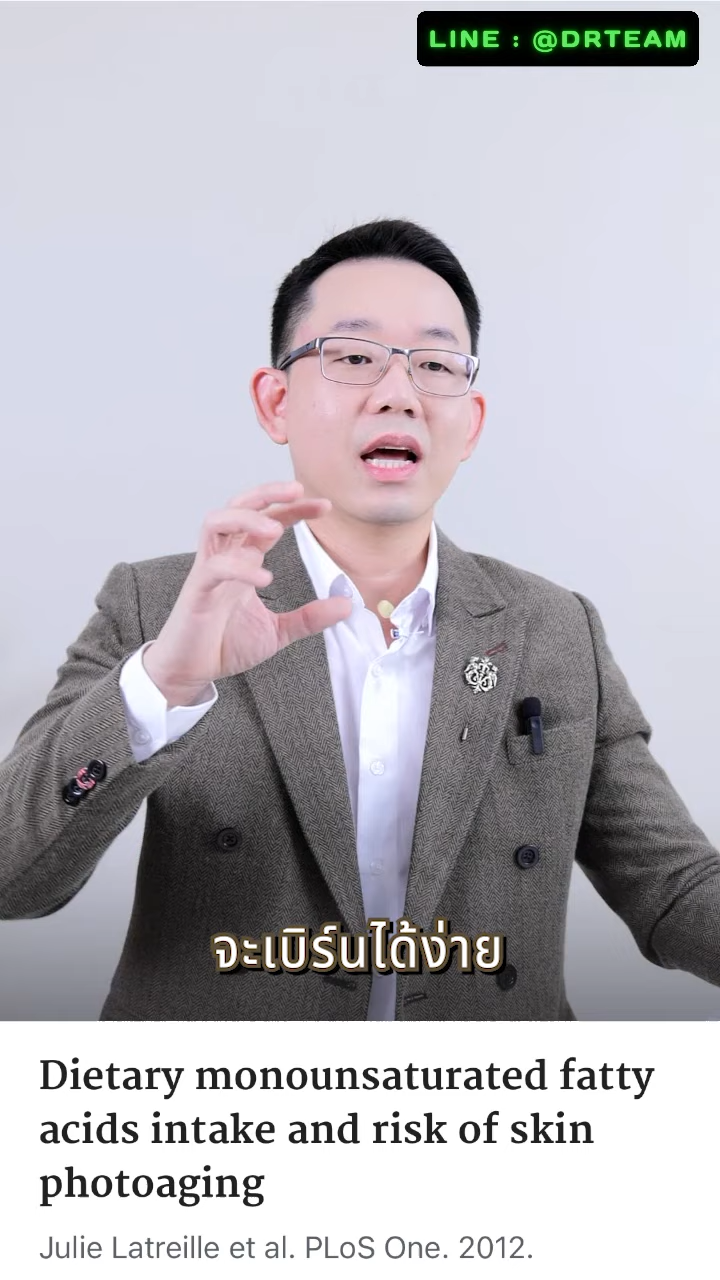 LINE : @DRTEAM
จะเบิร์นได้ง่าย
Dietary monounsaturated fatty
acids intake and risk of skin
photoaging
Julie Latreille et al. PLoS One. 2012.